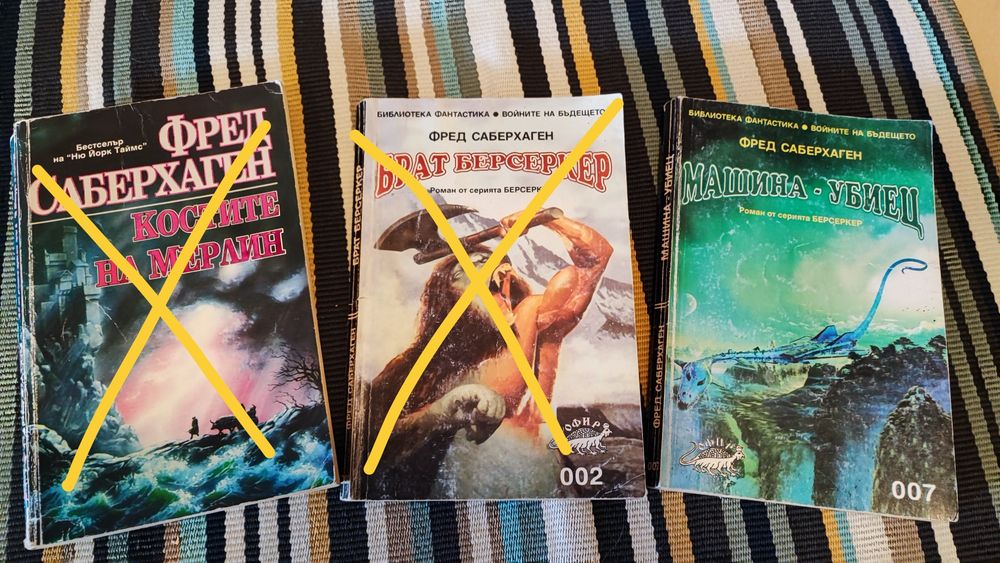 Бестселър
на "Ню Йорк Таймс"
ФРЕД
САБЕРХАГЕН
КОСТИТЕ
НА МЕРЛИН
БИБЛИОТЕКА ФАНТАСТИКА • ВОЙНИТЕ НА БЪДЕЩЕТО
ФРЕД САБЕРХАГЕН
БРАТ БЕРСЕРКЕР
Роман от серията БЕРСЕРКЕР
ФРЕД САБЕРХАГЕН
БРАТ БЕРСЕРКЕР
ОФИР
002
БИБЛИОТЕКА ФАНТАСТИКА • ВОЙНИТЕ НА БЪДЕЩЕТО
ФРЕД САБЕРХАГЕН
МАШИНА - УБИЕЦ
Роман от серията БЕРСЕРКЕР
ФРЕД САБЕРХАГЕН
МАШИНА - УБИЕЦ
ОФИР
007